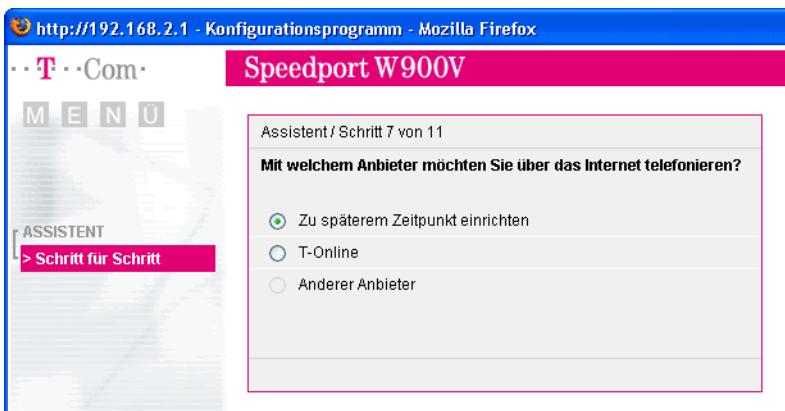 http://192.168.2.1 - Konfigurationsprogramm - Mozilla Firefox
· · T · · Com ·
Speedport W900V
MENÜ
Assistent / Schritt 7 von 11
Mit welchem Anbieter möchten Sie über das Internet telefonieren?
Zu späterem Zeitpunkt einrichten
ASSISTENT
T-Online
> Schritt für Schritt
Anderer Anbieter